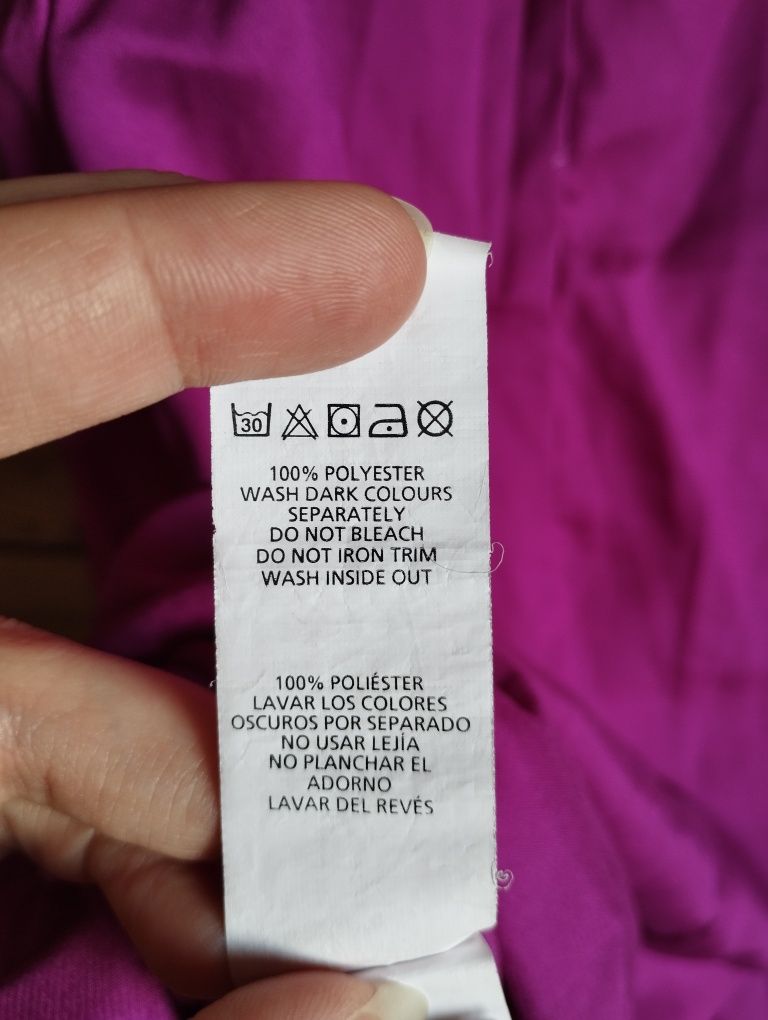 30
100% POLYESTER
WASH DARK COLOURS
SEPARATELY
DO NOT BLEACH
DO NOT IRON TRIM
WASH INSIDE OUT
100% POLIÉSTER
LAVAR LOS COLORES
OSCUROS POR SEPARADO
NO USAR LEJÍA
NO PLANCHAR EL
ADORNO
LAVAR DEL REVÉS